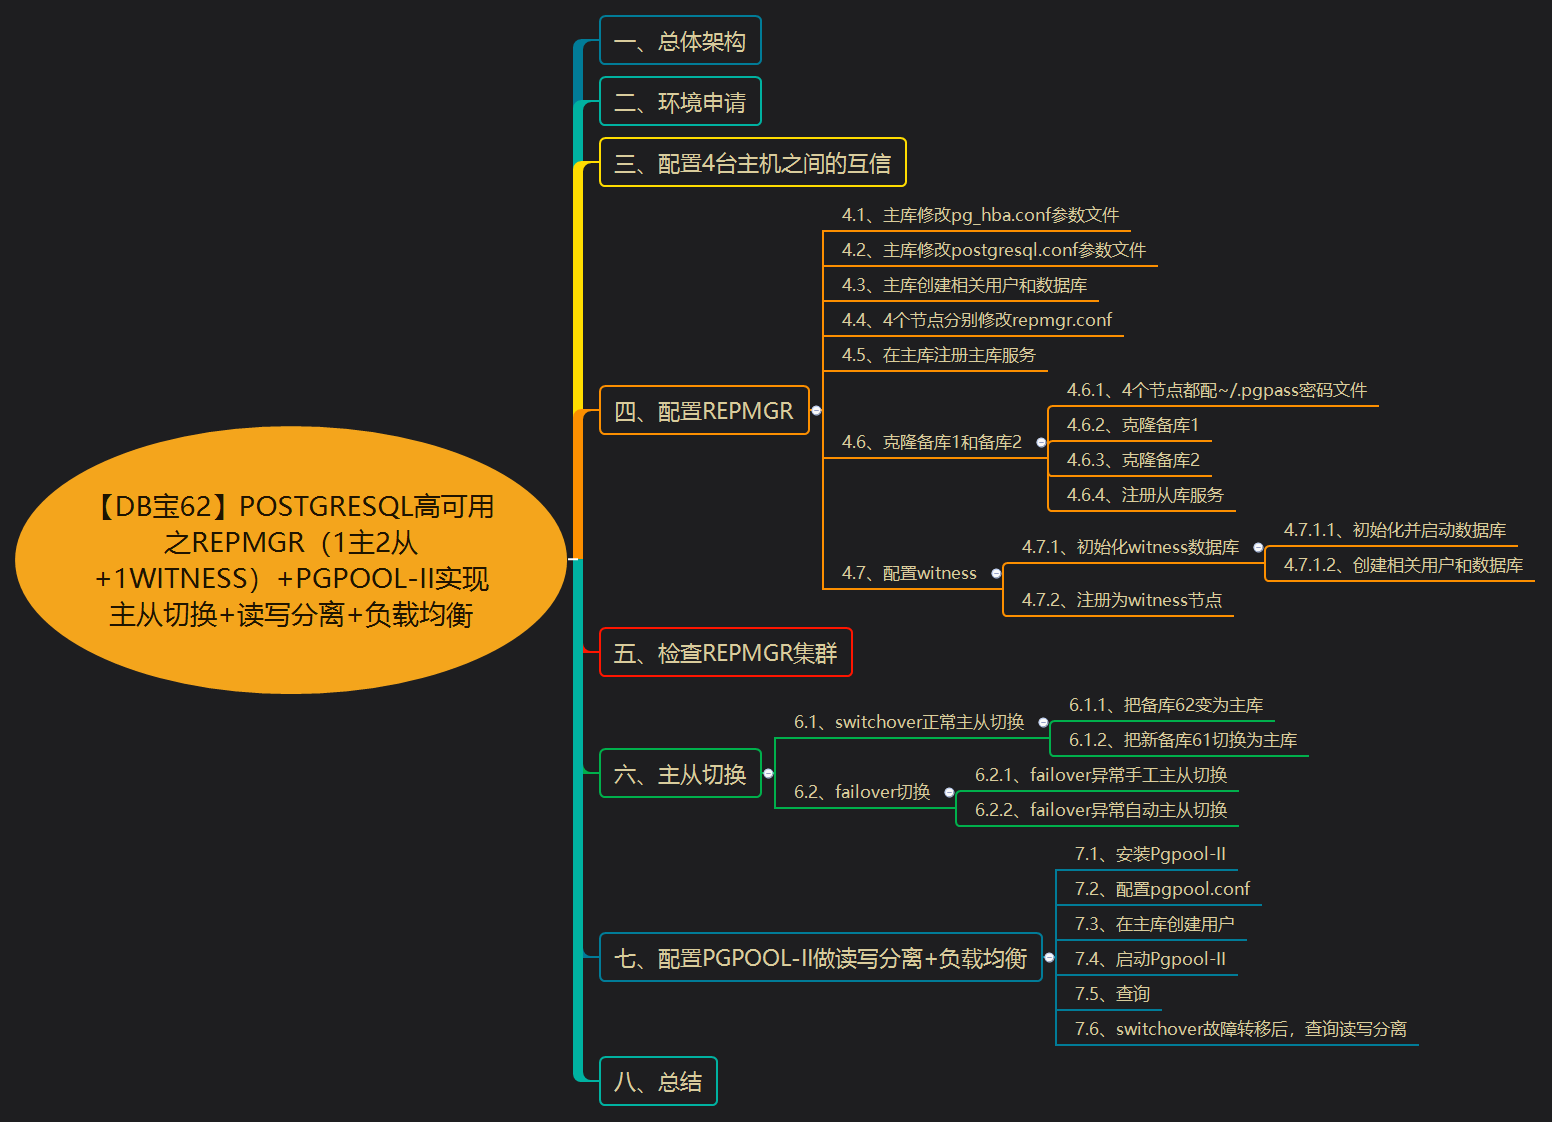 【DB宝62】POSTGRESQL高可用
之REPMGR（1主2从
+1WITNESS）+PGPOOL-II实现
主从切换+读写分离+负载均衡
一、总体架构
二、环境申请
三、配置4台主机之间的互信
四、配置REPMGR
4.1、主库修改pg_hba.conf参数文件
4.2、主库修改postgresql.conf参数文件
4.3、主库创建相关用户和数据库
4.4、4个节点分别修改repmgr.conf
4.5、在主库注册主库服务
4.6、克隆备库1和备库2
4.6.1、4个节点都配~/.pgpass密码文件
4.6.2、克隆备库1
4.6.3、克隆备库2
4.6.4、注册从库服务
4.7、配置witness
4.7.1、初始化witness数据库
4.7.1.1、初始化并启动数据库
4.7.1.2、创建相关用户和数据库
4.7.2、注册为witness节点
五、检查REPMGR集群
六、主从切换
6.1、switchover正常主从切换
6.1.1、把备库62变为主库
6.1.2、把新备库61切换为主库
6.2、failover切换
6.2.1、failover异常手工主从切换
6.2.2、failover异常自动主从切换
七、配置PGPOOL-II做读写分离+负载均衡
7.1、安装Pgpool-II
7.2、配置pgpool.conf
7.3、在主库创建用户
7.4、启动Pgpool-II
7.5、查询
7.6、switchover故障转移后，查询读写分离
八、总结